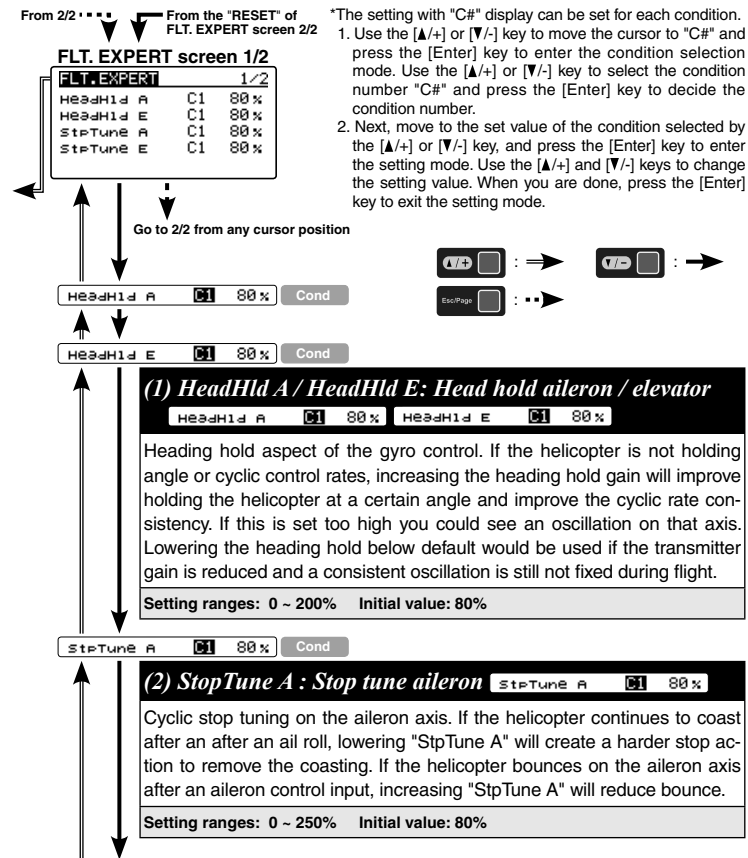 From 2/2
From the "RESET" of
FLT. EXPERT screen 2/2
FLT. EXPERT screen 1/2
FLT.EXPERT 1/2
HeadHld A C1 80%
HeadHld E C1 80%
StpTune A C1 80%
StpTune E C1 80%
Go to 2/2 from any cursor position
*The setting with "C#" display can be set for each condition.
1. Use the [▲/+] or [▼/-] key to move the cursor to "C#" and
press the [Enter] key to enter the condition selection
mode. Use the [▲/+] or [▼/-] key to select the condition
number "C#" and press the [Enter] key to decide the
condition number.
2. Next, move to the set value of the condition selected by
the [▲/+] or [▼/-] key, and press the [Enter] key to enter
the setting mode. Use the [▲/+] and [▼/-] keys to change
the setting value. When you are done, press the [Enter]
key to exit the setting mode.
▲/+ :
▼/− :
Esc/Page :
HeadHld A C1 80% Cond
HeadHld E C1 80% Cond
(1) HeadHld A / HeadHld E: Head hold aileron / elevator
HeadHld A C1 80% HeadHld E C1 80%
Heading hold aspect of the gyro control. If the helicopter is not holding
angle or cyclic control rates, increasing the heading hold gain will improve
holding the helicopter at a certain angle and improve the cyclic rate con-
sistency. If this is set too high you could see an oscillation on that axis.
Lowering the heading hold below default would be used if the transmitter
gain is reduced and a consistent oscillation is still not fixed during flight.
Setting ranges: 0 ~ 200% Initial value: 80%
StpTune A C1 80% Cond
(2) StopTune A : Stop tune aileron StpTune A C1 80%
Cyclic stop tuning on the aileron axis. If the helicopter continues to coast
after an after an ail roll, lowering "StpTune A" will create a harder stop ac-
tion to remove the coasting. If the helicopter bounces on the aileron axis
after an aileron control input, increasing "StpTune A" will reduce bounce.
Setting ranges: 0 ~ 250% Initial value: 80%